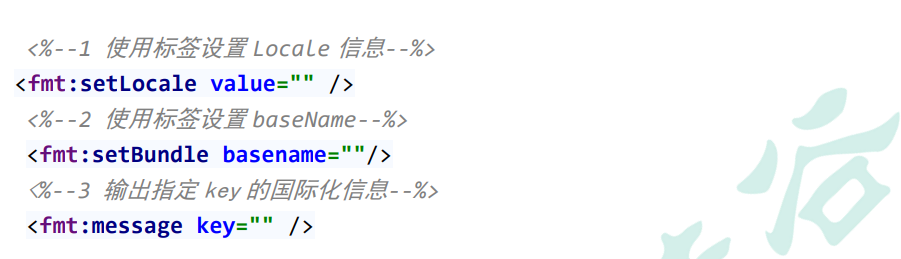 <%--1 使用标签设置 Locale 信息--%>
<fmt:setLocale value="" />
<%--2 使用标签设置 baseName--%>
<fmt:setBundle basename=""/>
<%--3 输出指定 key 的国际化信息--%>
<fmt:message key="" />